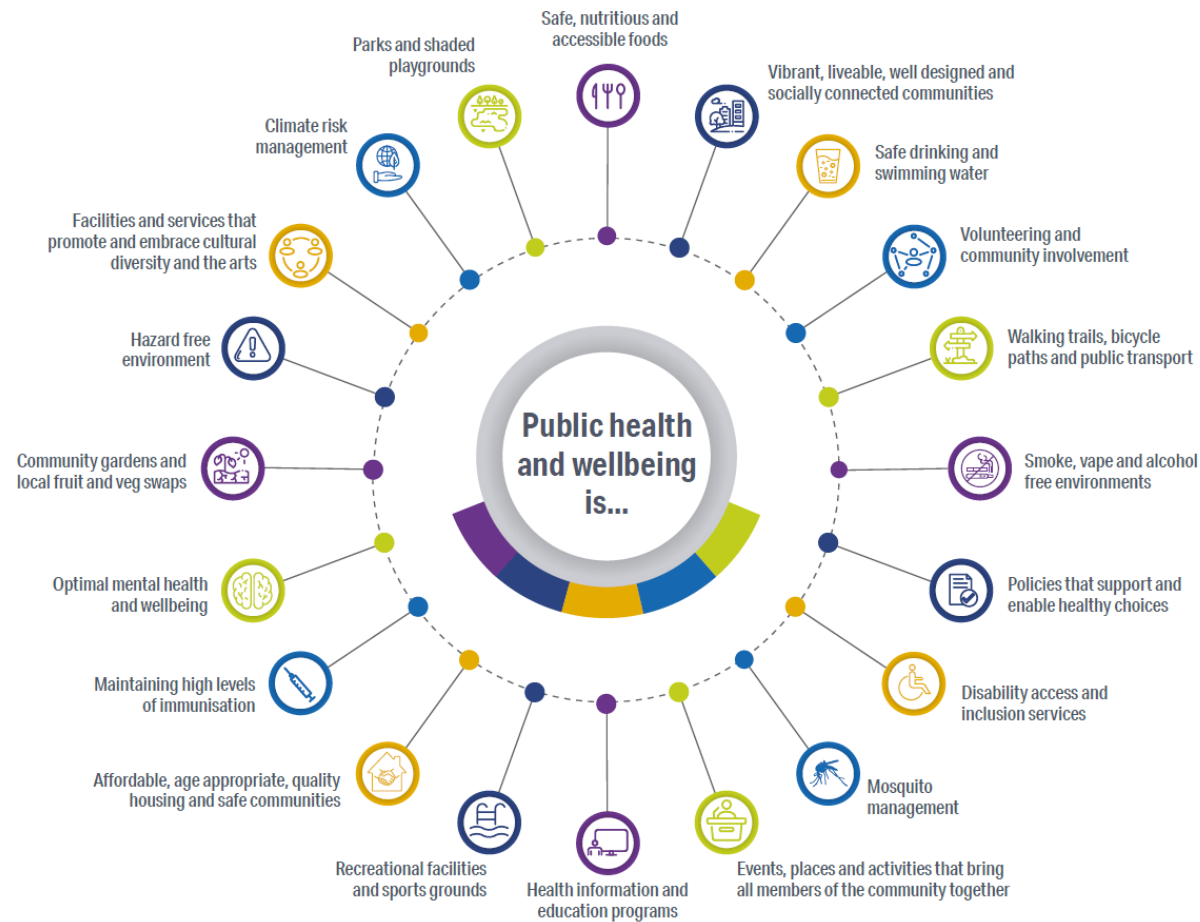 Public health
and wellbeing
is...
Safe, nutritious and
accessible foods
Vibrant, liveable, well designed and
socially connected communities
Safe drinking and
swimming water
Volunteering and
community involvement
Walking trails, bicycle
paths and public transport
Smoke, vape and alcohol
free environments
Policies that support and
enable healthy choices
Disability access and
inclusion services
Mosquito
management
Events, places and activities that bring
all members of the community together
Health information and
education programs
Recreational facilities
and sports grounds
Affordable, age appropriate, quality
housing and safe communities
Maintaining high levels
of immunisation
Optimal mental health
and wellbeing
Community gardens and
local fruit and veg swaps
Hazard free
environment
Facilities and services that
promote and embrace cultural
diversity and the arts
Climate risk
management
Parks and shaded
playgrounds